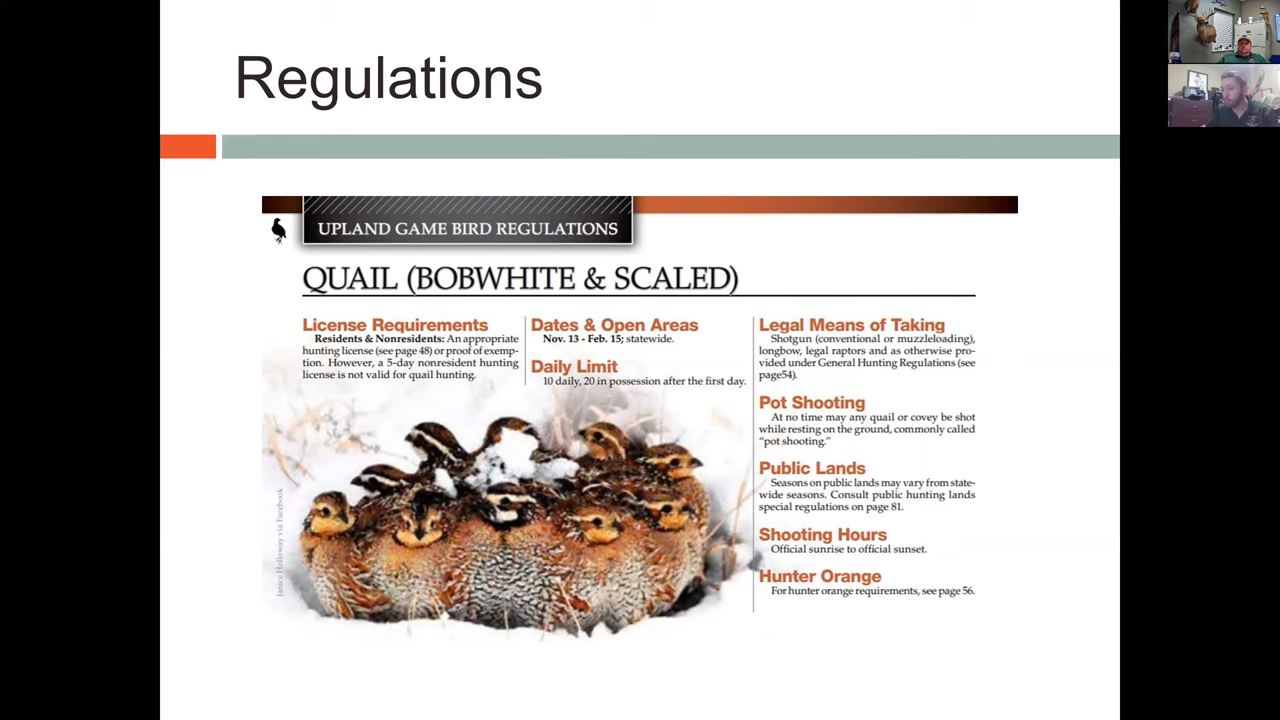 Regulations
UPLAND GAME BIRD REGULATIONS
QUAIL (BOBWHITE & SCALED)
License Requirements
Residents & Nonresidents: An appropriate
hunting license (see page 48) or proof of exemp-
tion. However, a 5-day nonresident hunting
license is not valid for quail hunting.
Dates & Open Areas
Nov. 13 - Feb. 15; statewide.
Daily Limit
10 daily, 20 in possession after the first day.
Legal Means of Taking
Shotgun (conventional or muzzleloading),
longbow, legal raptors and as otherwise pro-
vided under General Hunting Regulations (see
page54).
Pot Shooting
At no time may any quail or covey be shot
while resting on the ground, commonly called
“pot shooting.”
Public Lands
Seasons on public lands may vary from state-
wide seasons. Consult public hunting lands
special regulations on page 81.
Shooting Hours
Official sunrise to official sunset.
Hunter Orange
For hunter orange requirements, see page 56.
Janice Holloway via Facebook